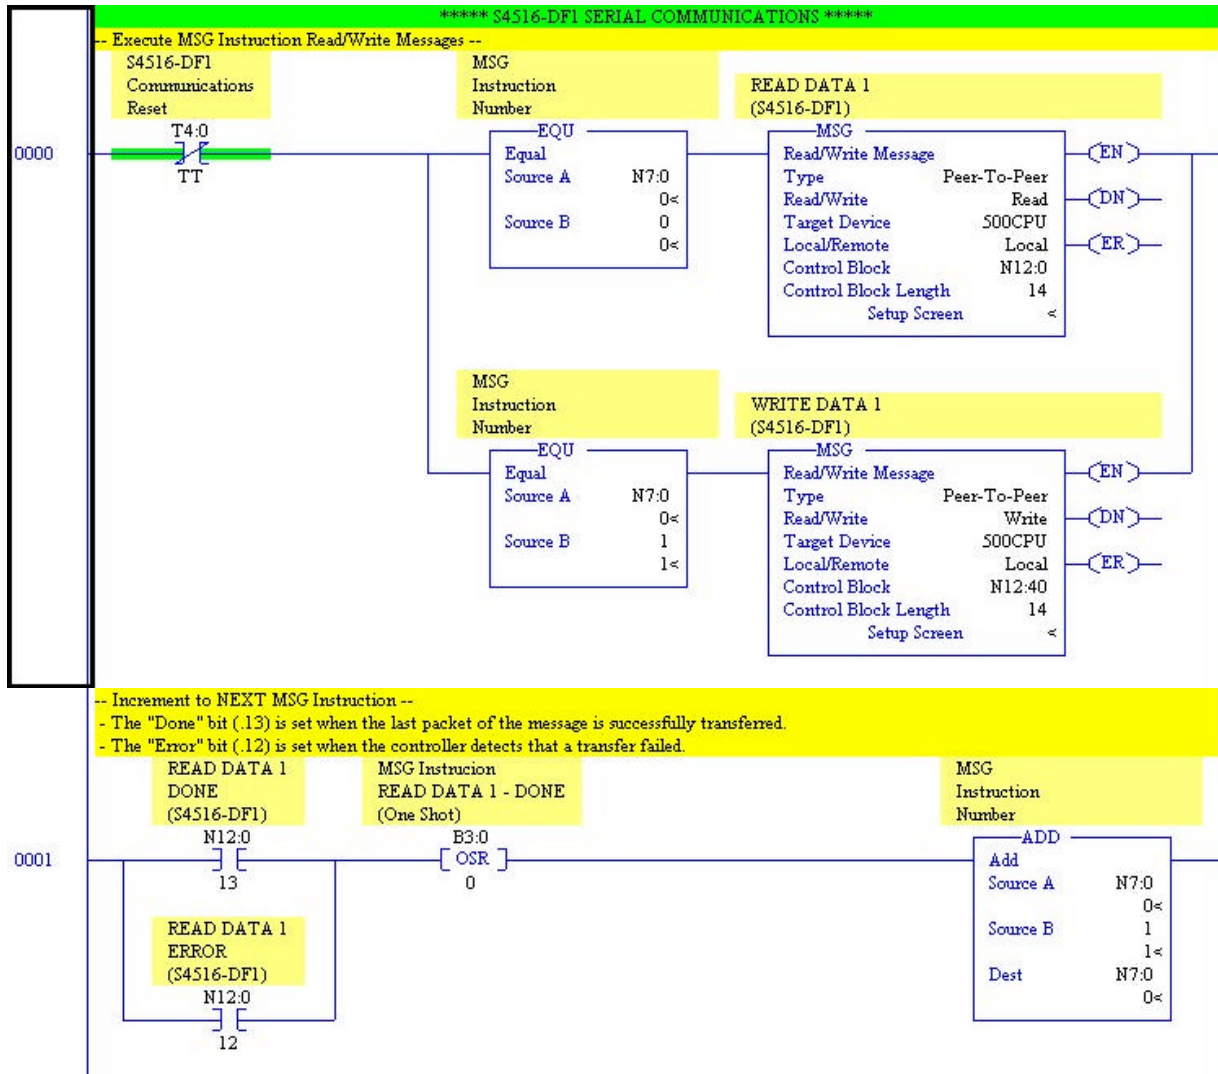 ***** S4516-DF1 SERIAL COMMUNICATIONS *****
-- Execute MSG Instruction Read/Write Messages --
S4516-DF1
Communications
Reset
T4:0
TT
0000
MSG
Instruction
Number
EQU
Equal
Source A N7:0
0<
Source B 0
0<
READ DATA 1
(S4516-DF1)
MSG
Read/Write Message
Type Peer-To-Peer
Read/Write Read
Target Device 500CPU
Local/Remote Local
Control Block N12:0
Control Block Length 14
Setup Screen <
EN
DN
ER
MSG
Instruction
Number
EQU
Equal
Source A N7:0
0<
Source B 1
1<
WRITE DATA 1
(S4516-DF1)
MSG
Read/Write Message
Type Peer-To-Peer
Read/Write Write
Target Device 500CPU
Local/Remote Local
Control Block N12:40
Control Block Length 14
Setup Screen <
EN
DN
ER
-- Increment to NEXT MSG Instruction --
- The "Done" bit (.13) is set when the last packet of the message is successfully transferred.
- The "Error" bit (.12) is set when the controller detects that a transfer failed.
READ DATA 1
DONE
(S4516-DF1)
N12:0
13
0001
READ DATA 1
ERROR
(S4516-DF1)
N12:0
12
MSG Instrucion
READ DATA 1 - DONE
(One Shot)
B3:0
OSR
0
MSG
Instruction
Number
ADD
Add
Source A N7:0
0<
Source B 1
1<
Dest N7:0
0<